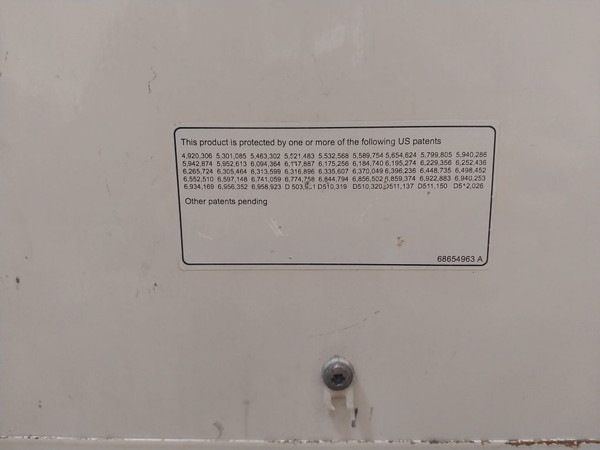 This product is protected by one or more of the following US patents
4,920,306 5,301,085 5,463,302 5,521,483 5,532,568 5,589,754 5,654,624 5,799,805 5,940,286
5,942,874 5,952,613 6,094,364 6,117,887 6,175,256 6,184,740 6,195,274 6,229,356 6,252,436
6,265,724 6,305,464 6,313,599 6,316,896 6,335,607 6,370,049 6,396,236 6,448,735 6,498,452
6,552,510 6,597,148 6,741,059 6,774,758 6,844,794 6,856,502 6,859,374 6,922,883 6,940,253
6,934,169 6,956,352 6,958,923 D510,319 D510,320 D511,137 D511,150 D512,026
Other patents pending
68654963 A